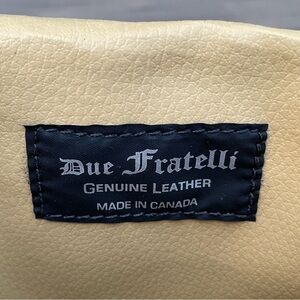 Due Fratelli
GENUINE LEATHER
MADE IN CANADA